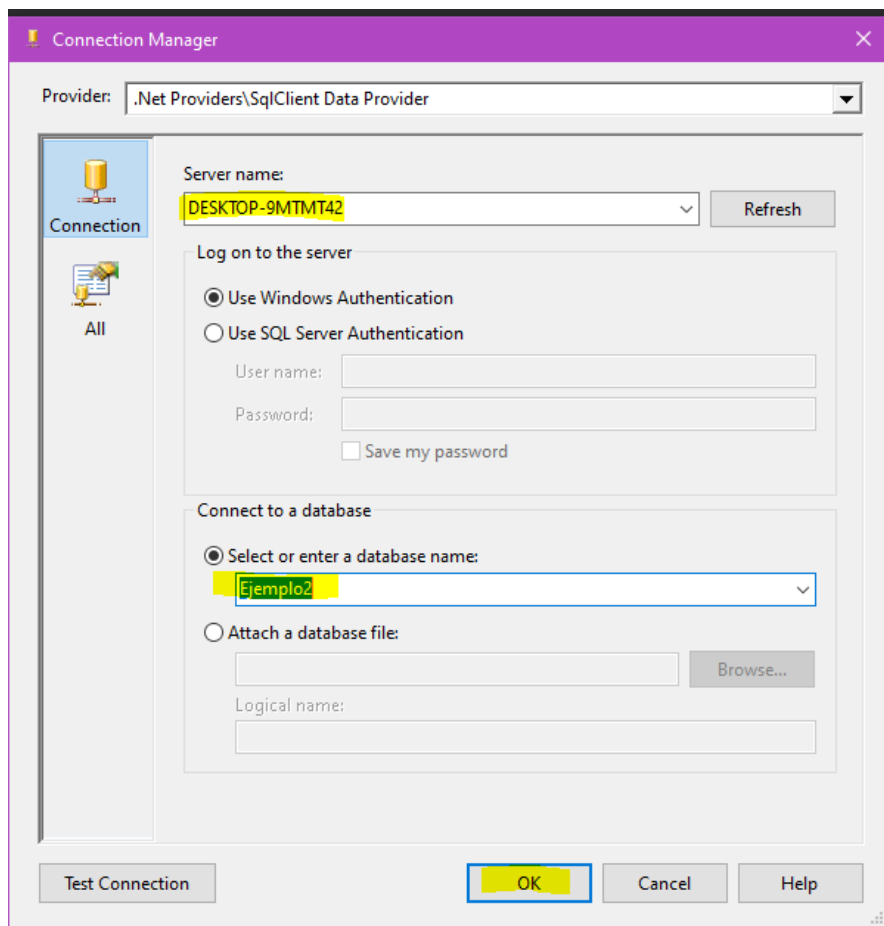 Connection Manager
Provider: .Net Providers\SqlClient Data Provider
Connection
All
Server name:
DESKTOP-9MTMT42
Refresh
Log on to the server
Use Windows Authentication
Use SQL Server Authentication
User name:
Password:
Save my password
Connect to a database
Select or enter a database name:
Ejemplo2
Attach a database file:
Browse...
Logical name:
Test Connection
OK
Cancel
Help